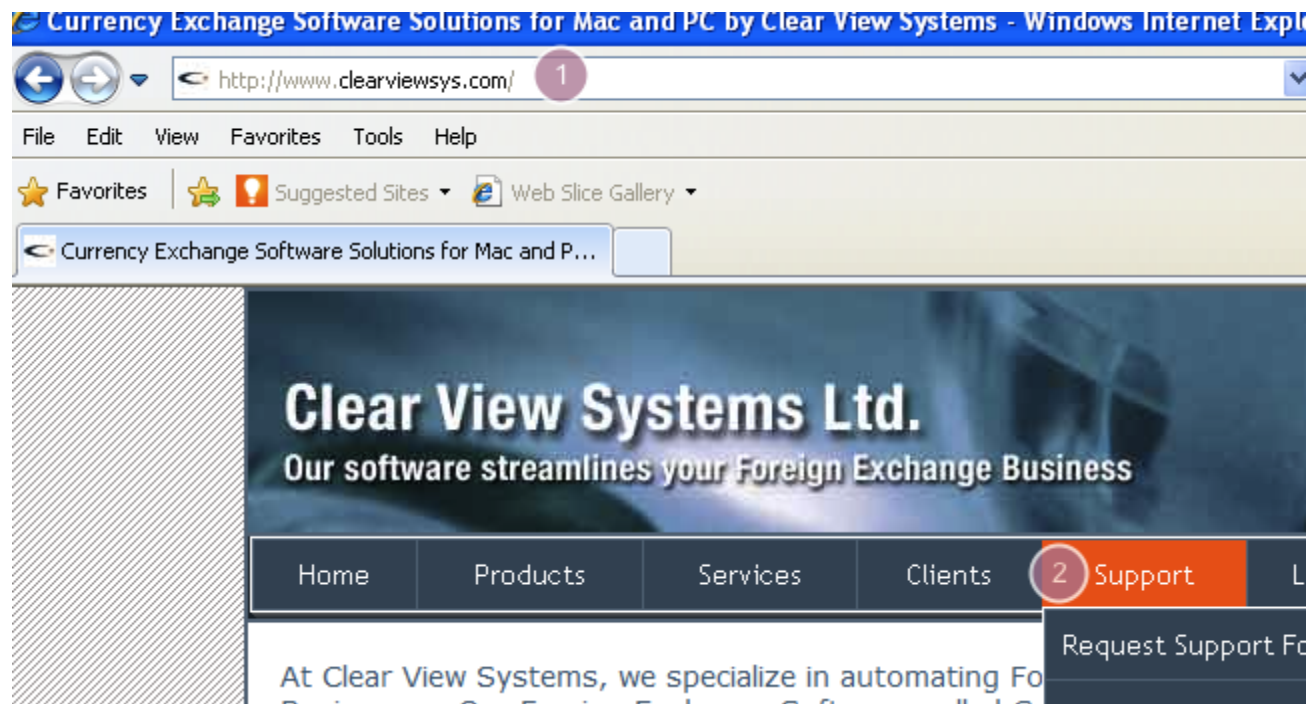 Currency Exchange Software Solutions for Mac and PC by Clear View Systems - Windows Internet
http://www.clearviewsys.com/ 1
File Edit View Favorites Tools Help
Favorites Suggested Sites Web Slice Gallery
Currency Exchange Software Solutions for Mac and P...
Clear View Systems Ltd.
Our software streamlines your Foreign Exchange Business
Home Products Services Clients 2 Support
Request Support
At Clear View Systems, we specialize in automating